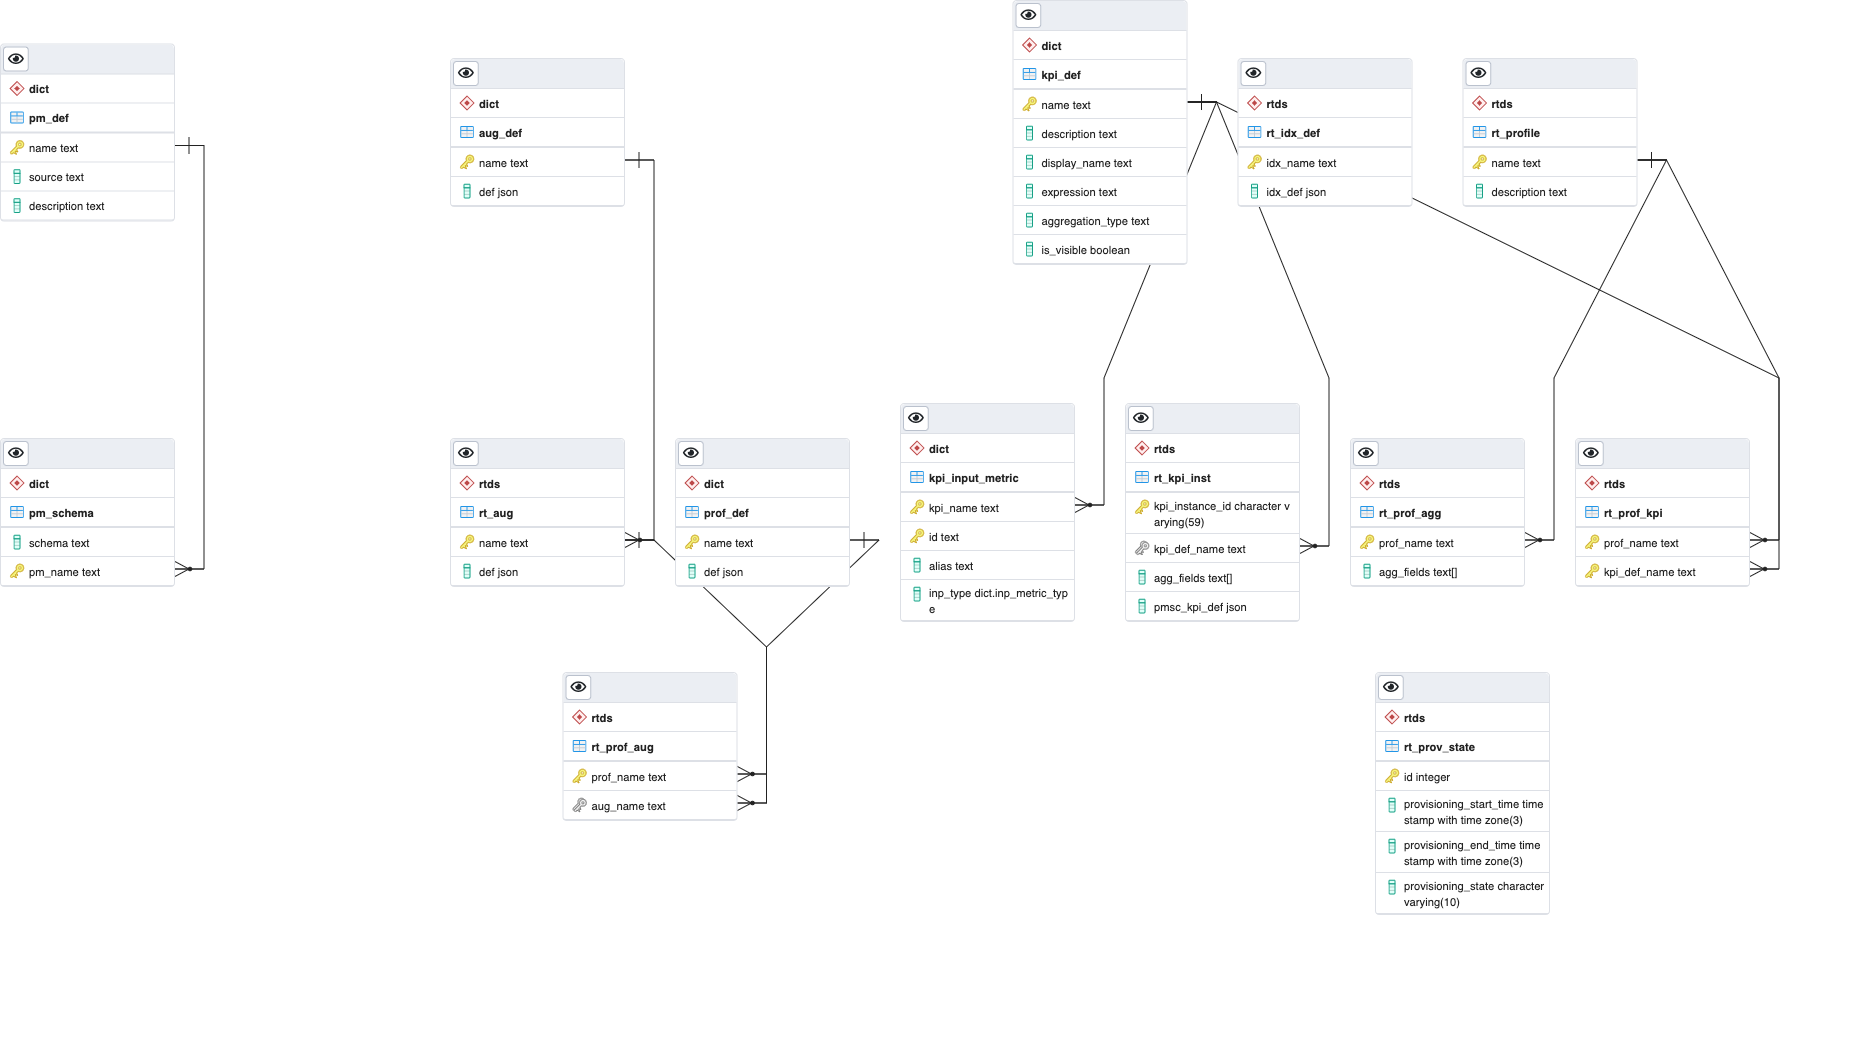 dict
pm_def
name text
source text
description text
dict
aug_def
name text
def json
dict
kpi_def
name text
description text
display_name text
expression text
aggregation_type text
is_visible boolean
rtds
rt_idx_def
idx_name text
idx_def json
rtds
rt_profile
name text
description text
dict
pm_schema
schema text
pm_name text
rtds
rt_aug
name text
def json
dict
prof_def
name text
def json
dict
kpi_input_metric
kpi_name text
id text
alias text
inp_type dict.inp_metric_typ
e
rtds
rt_kpi_inst
kpi_instance_id character v
arying(59)
kpi_def_name text
agg_fields text[]
pmsc_kpi_def json
rtds
rt_prof_agg
prof_name text
agg_fields text[]
rtds
rt_prof_kpi
prof_name text
kpi_def_name text
rtds
rt_prof_aug
prof_name text
aug_name text
rtds
rt_prov_state
id integer
provisioning_start_time time
stamp with time zone(3)
provisioning_end_time time
stamp with time zone(3)
provisioning_state character
varying(10)